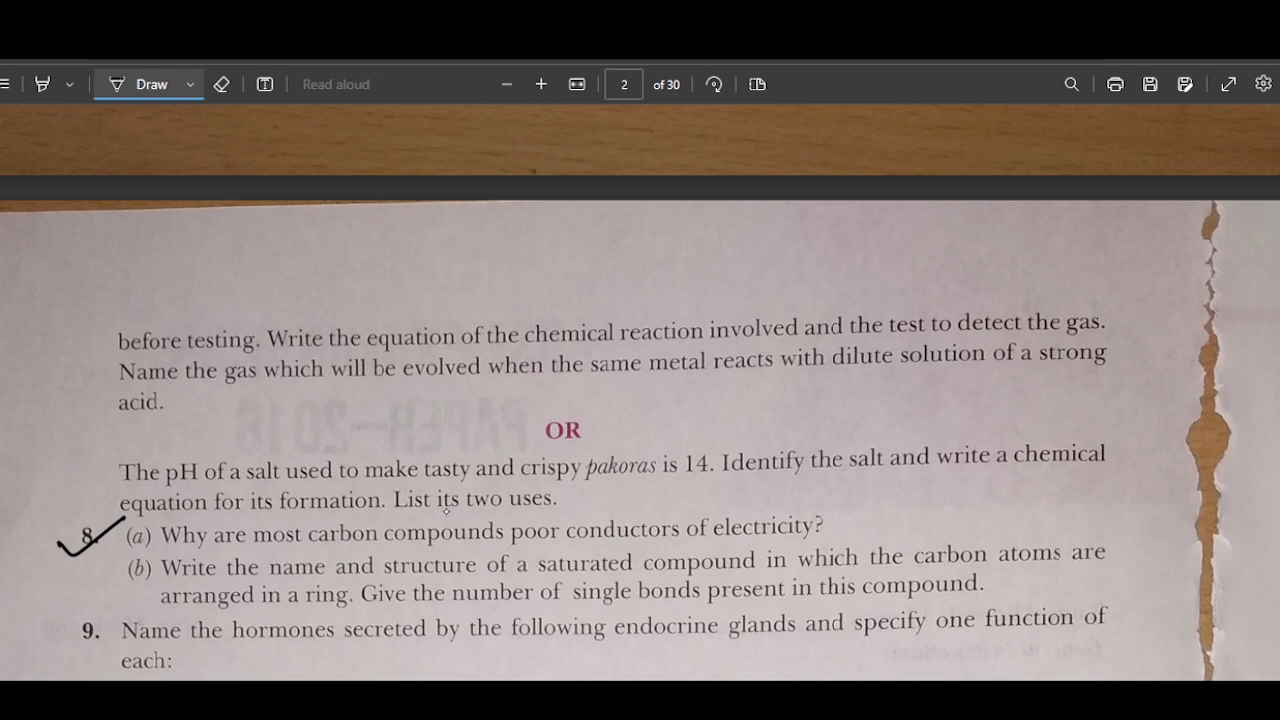 Draw
Read aloud
2 of 30
before testing. Write the equation of the chemical reaction involved and the test to detect the gas.
Name the gas which will be evolved when the same metal reacts with dilute solution of a strong
acid.
OR
The pH of a salt used to make tasty and crispy pakoras is 14. Identify the salt and write a chemical
equation for its formation. List its two uses.
8. (a) Why are most carbon compounds poor conductors of electricity?
(b) Write the name and structure of a saturated compound in which the carbon atoms are
arranged in a ring. Give the number of single bonds present in this compound.
9. Name the hormones secreted by the following endocrine glands and specify one function of
each: